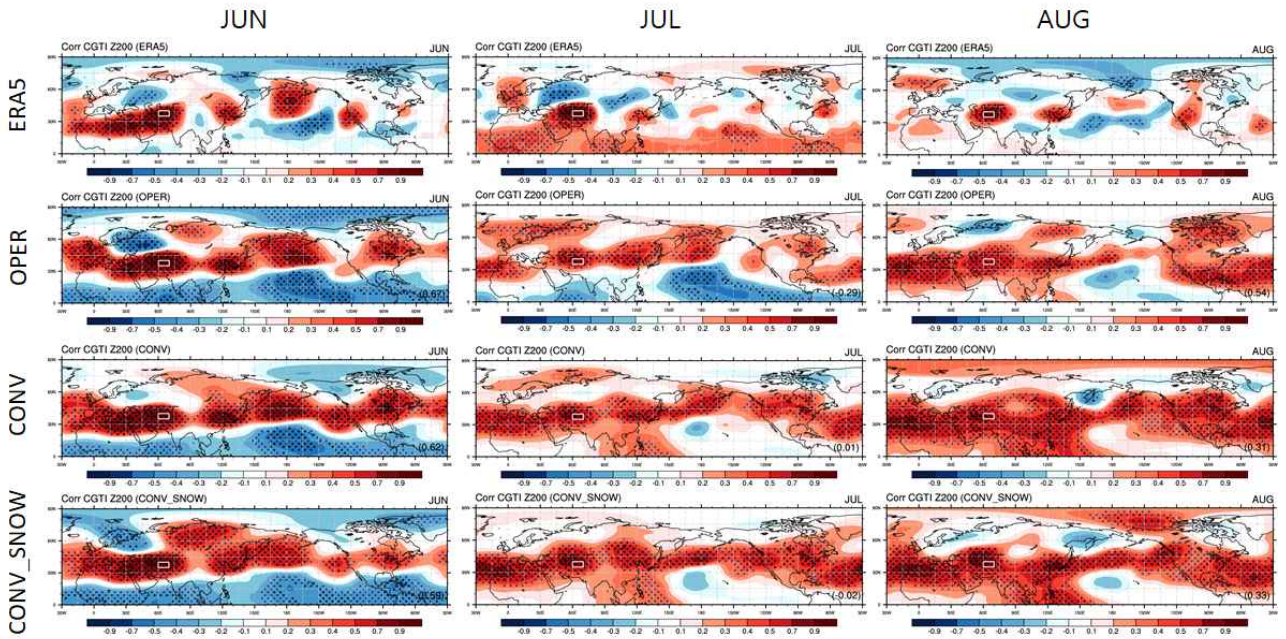 JUN JUL AUG
ERA5
Corr CGTI Z200 (ERA5) JUN
-0.9 -0.7 -0.5 -0.4 -0.3 -0.2 -0.1 0.1 0.2 0.3 0.4 0.5 0.7 0.9
Corr CGTI Z200 (ERA5) JUL
-0.9 -0.7 -0.5 -0.4 -0.3 -0.2 -0.1 0.1 0.2 0.3 0.4 0.5 0.7 0.9
Corr CGTI Z200 (ERA5) AUG
-0.9 -0.7 -0.5 -0.4 -0.3 -0.2 -0.1 0.1 0.2 0.3 0.4 0.5 0.7 0.9
OPER
Corr CGTI Z200 (OPER) JUN
(0.67)
-0.9 -0.7 -0.5 -0.4 -0.3 -0.2 -0.1 0.1 0.2 0.3 0.4 0.5 0.7 0.9
Corr CGTI Z200 (OPER) JUL
(-0.29)
-0.9 -0.7 -0.5 -0.4 -0.3 -0.2 -0.1 0.1 0.2 0.3 0.4 0.5 0.7 0.9
Corr CGTI Z200 (OPER) AUG
(0.54)
-0.9 -0.7 -0.5 -0.4 -0.3 -0.2 -0.1 0.1 0.2 0.3 0.4 0.5 0.7 0.9
CONV
Corr CGTI Z200 (CONV) JUN
(0.62)
-0.9 -0.7 -0.5 -0.4 -0.3 -0.2 -0.1 0.1 0.2 0.3 0.4 0.5 0.7 0.9
Corr CGTI Z200 (CONV) JUL
(0.01)
-0.9 -0.7 -0.5 -0.4 -0.3 -0.2 -0.1 0.1 0.2 0.3 0.4 0.5 0.7 0.9
Corr CGTI Z200 (CONV) AUG
(0.31)
-0.9 -0.7 -0.5 -0.4 -0.3 -0.2 -0.1 0.1 0.2 0.3 0.4 0.5 0.7 0.9
CONV_SNOW
Corr CGTI Z200 (CONV_SNOW) JUN
(0.59)
-0.9 -0.7 -0.5 -0.4 -0.3 -0.2 -0.1 0.1 0.2 0.3 0.4 0.5 0.7 0.9
Corr CGTI Z200 (CONV_SNOW) JUL
(-0.02)
-0.9 -0.7 -0.5 -0.4 -0.3 -0.2 -0.1 0.1 0.2 0.3 0.4 0.5 0.7 0.9
Corr CGTI Z200 (CONV_SNOW) AUG
(0.33)
-0.9 -0.7 -0.5 -0.4 -0.3 -0.2 -0.1 0.1 0.2 0.3 0.4 0.5 0.7 0.9